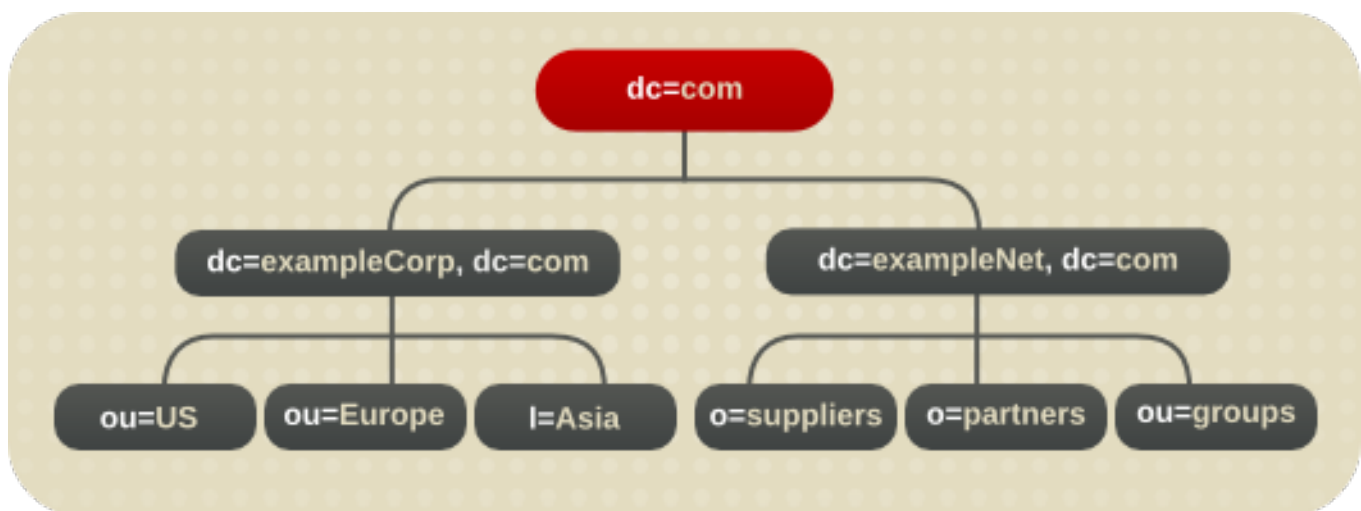 dc=com
dc=exampleCorp, dc=com
dc=exampleNet, dc=com
ou=US
ou=Europe
l=Asia
o=suppliers
o=partners
ou=groups